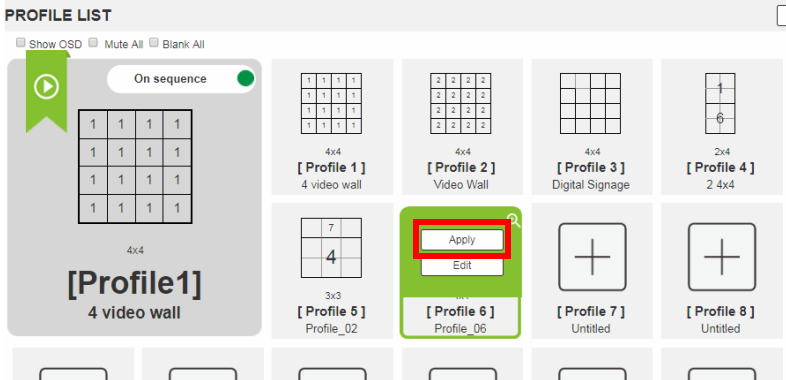 PROFILE LIST
Show OSD Mute All Blank All
On sequence
1 1 1 1
1 1 1 1
1 1 1 1
1 1 1 1
4x4
[Profile1]
4 video wall
1 1 1 1
1 1 1 1
1 1 1 1
1 1 1 1
4x4
[ Profile 1 ]
4 video wall
2 2 2 2
2 2 2 2
2 2 2 2
2 2 2 2
4x4
[ Profile 2 ]
Video Wall
4x4
[ Profile 3 ]
Digital Signage
1
6
2x4
[ Profile 4 ]
2 4x4
7
4
3x3
[ Profile 5 ]
Profile_02
Apply
Edit
[ Profile 6 ]
Profile_06
[ Profile 7 ]
Untitled
[ Profile 8 ]
Untitled